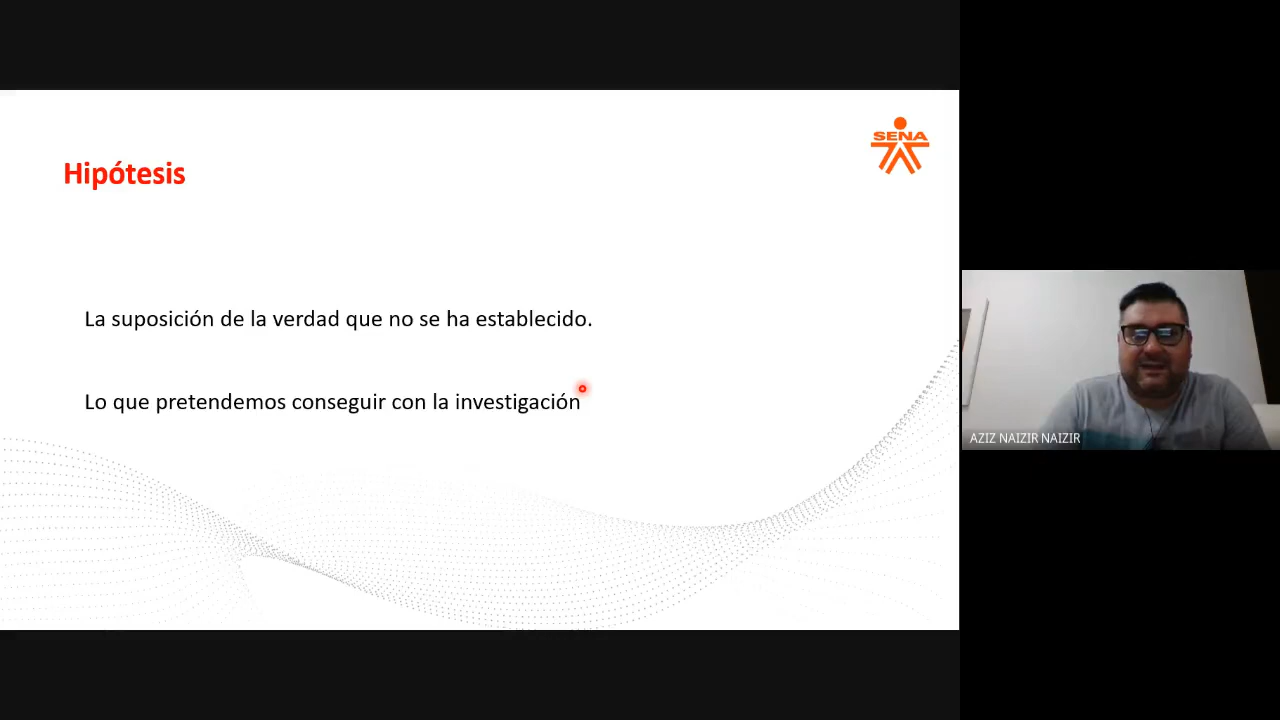 SENA
Hipótesis
La suposición de la verdad que no se ha establecido.
Lo que pretendemos conseguir con la investigación
AZIZ NAIZIR NAIZIR